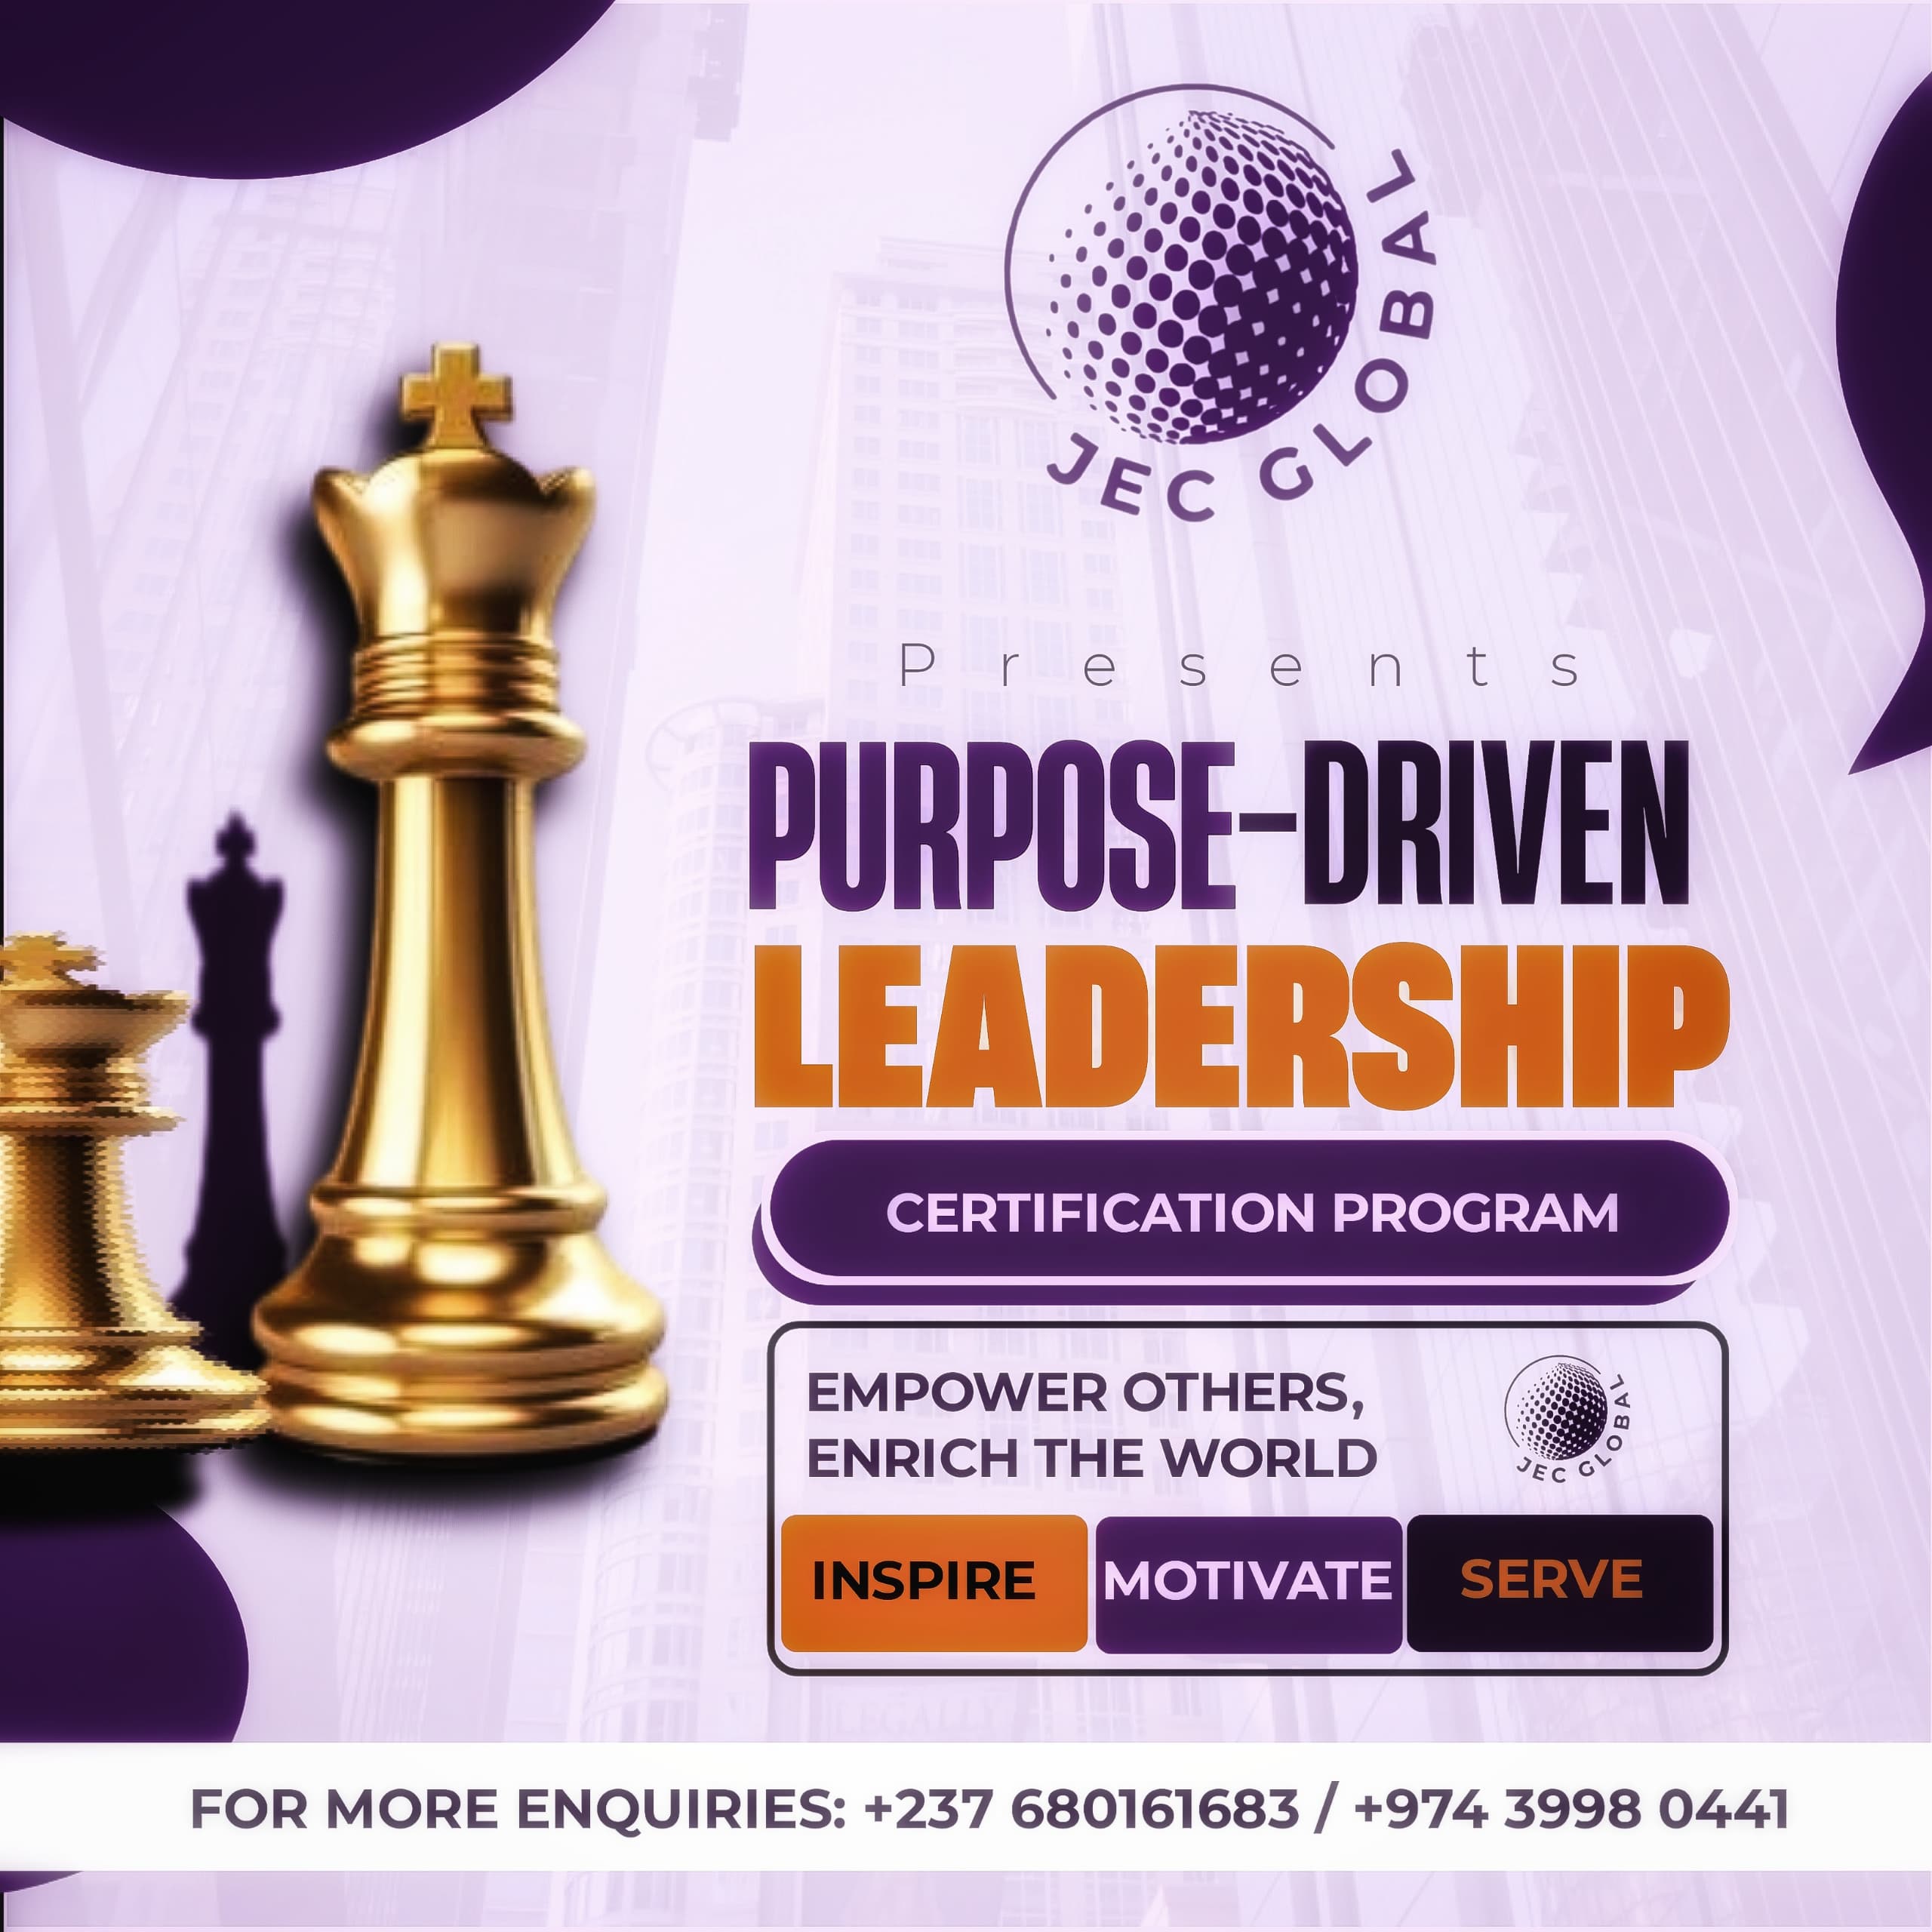 JEC GLOBAL
Presents
PURPOSE-DRIVEN
LEADERSHIP
CERTIFICATION PROGRAM
EMPOWER OTHERS,
ENRICH THE WORLD
JEC GLOBAL
INSPIRE
MOTIVATE
SERVE
LEGALLY
FOR MORE ENQUIRIES: +237 680161683 / +974 3998 0441